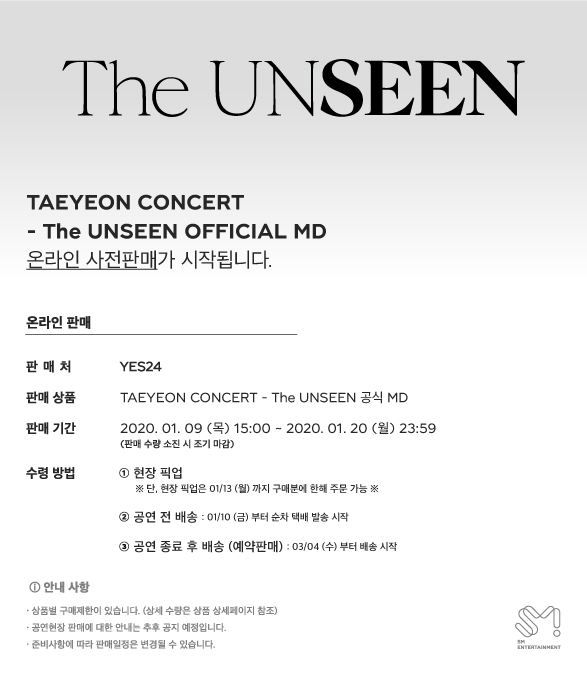 The UNSEEN
TAEYEON CONCERT
- The UNSEEN OFFICIAL MD
온라인 사전판매가 시작됩니다.
온라인 판매
판 매 처 YES24
판매 상품 TAEYEON CONCERT - The UNSEEN 공식 MD
판매 기간 2020. 01. 09 (목) 15:00 – 2020. 01. 20 (월) 23:59
(판매 수량 소진 시 조기 마감)
수령 방법 ① 현장 픽업
※ 단, 현장 픽업은 01/13 (월) 까지 구매분에 한해 주문 가능 ※
② 공연 전 배송 : 01/10 (금) 부터 순차 택배 발송 시작
③ 공연 종료 후 배송 (예약판매) : 03/04 (수) 부터 배송 시작
ⓘ 안내 사항
· 상품별 구매제한이 있습니다. (상세 수량은 상품 상세페이지 참조)
· 공연현장 판매에 대한 안내는 추후 공지 예정입니다.
· 준비사항에 따라 판매일정은 변경될 수 있습니다.
SM!
SM
ENTERTAINMENT